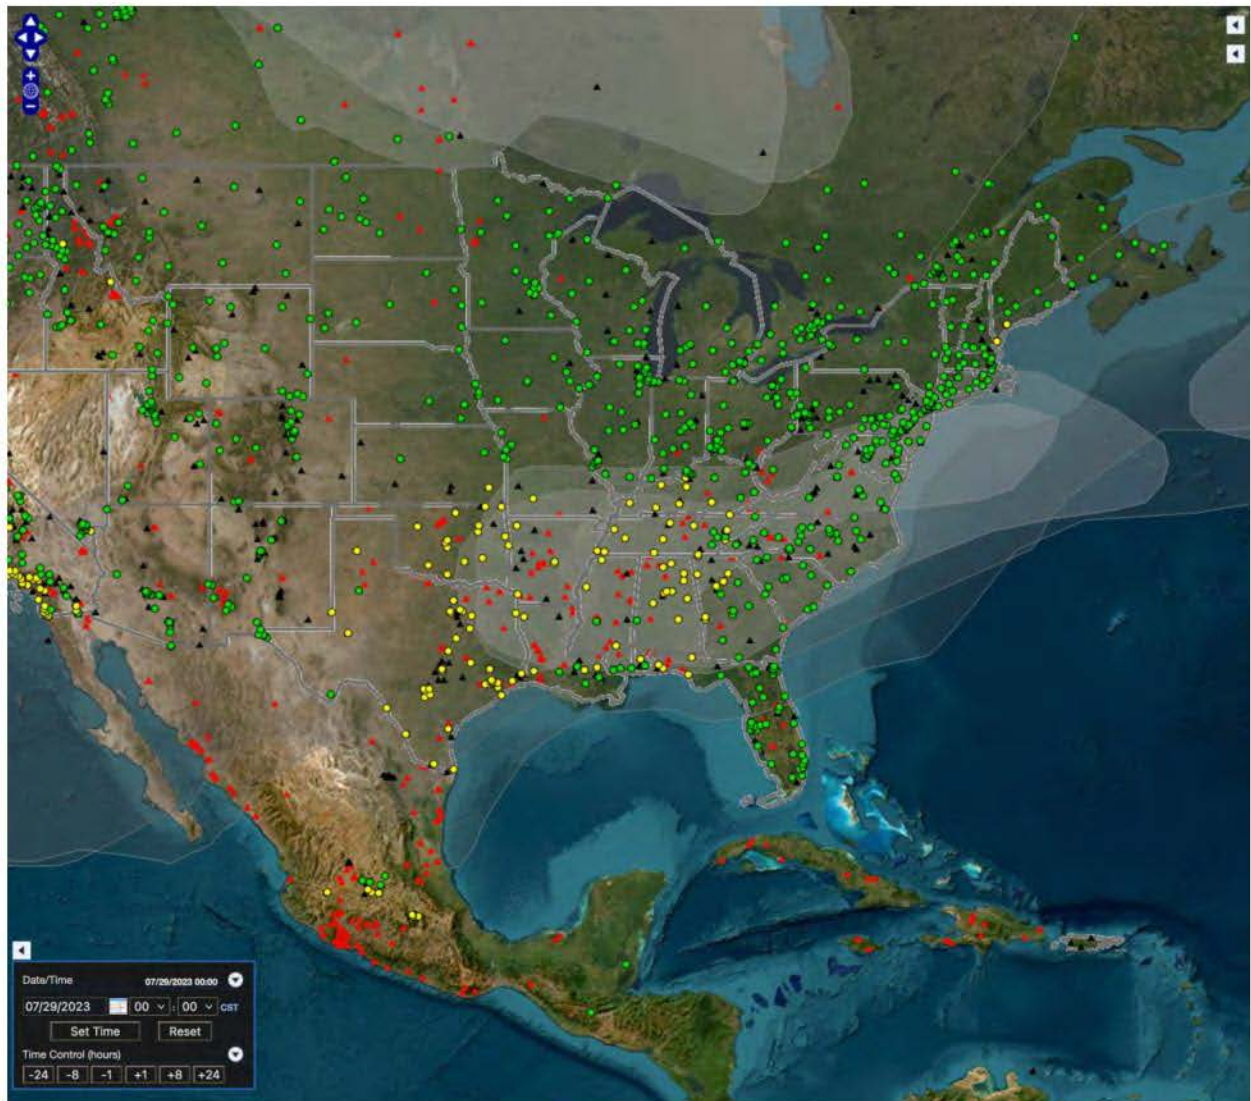 Date/Time 07/29/2023 00:00
07/29/2023 00 : 00 CST
Set Time Reset
Time Control (hours)
-24 -8 -1 +1 +8 +24